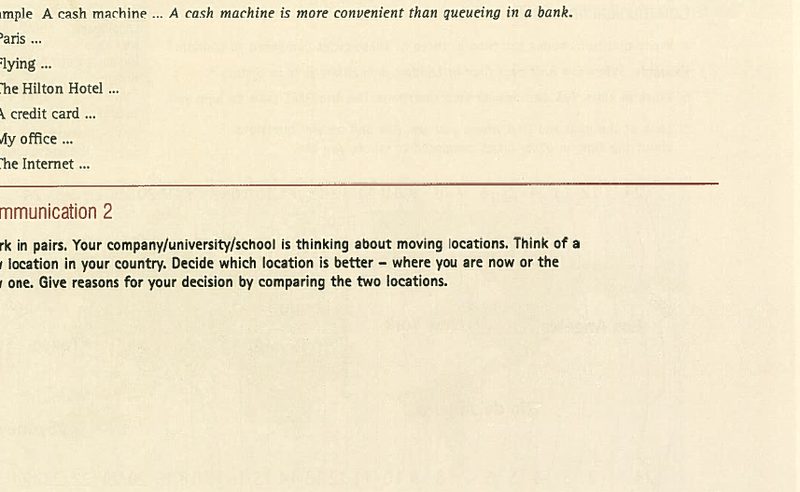 mple A cash machine ... A cash machine is more convenient than queueing in a bank.
Paris ...
Flying ...
The Hilton Hotel ...
A credit card ...
My office ...
The Internet ...
mmunication 2
rk in pairs. Your company/university/school is thinking about moving locations. Think of a
location in your country. Decide which location is better – where you are now or the
one. Give reasons for your decision by comparing the two locations.